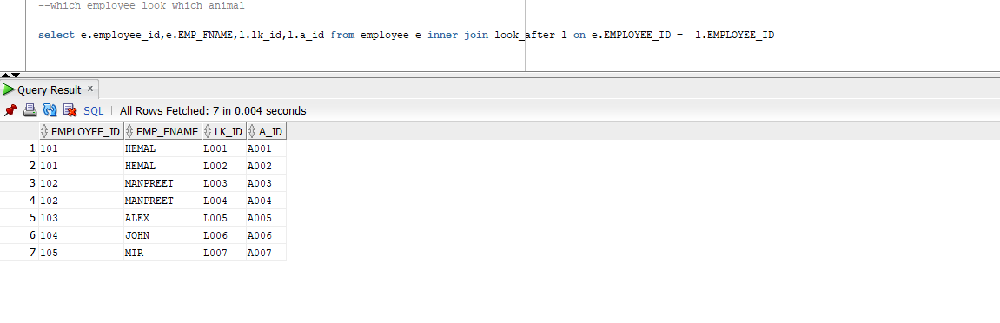 --which employee look which animal
select e.employee_id,e.EMP_FNAME,l.lk_id,l.a_id from employee e inner join look_after l on e.EMPLOYEE_ID =  l.EMPLOYEE_ID
Query Result x
SQL | All Rows Fetched: 7 in 0.004 seconds
EMPLOYEE_ID EMP_FNAME LK_ID A_ID
1 101 HEMAL L001 A001
2 101 HEMAL L002 A002
3 102 MANPREET L003 A003
4 102 MANPREET L004 A004
5 103 ALEX L005 A005
6 104 JOHN L006 A006
7 105 MIR L007 A007